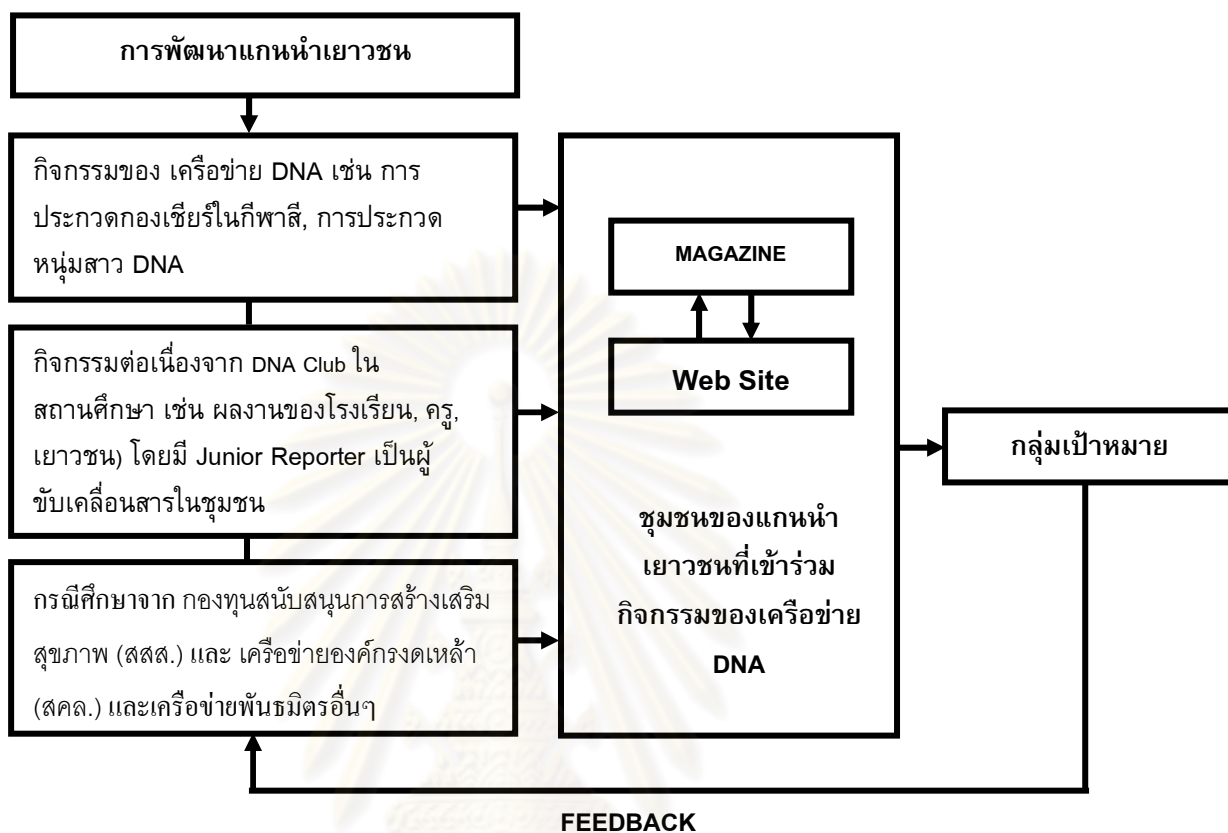 การพัฒนาแกนนำเยาวชน
กิจกรรมของ เครือข่าย DNA เช่น การ
ประกวดกองเชียร์ในกีฬาสี, การประกวด
หนุ่มสาว DNA
กิจกรรมต่อเนื่องจาก DNA Club ใน
สถานศึกษา เช่น ผลงานของโรงเรียน, ครู,
เยาวชน) โดยมี Junior Reporter เป็นผู้
ขับเคลื่อนสารในชุมชน
กรณีศึกษาจาก กองทุนสนับสนุนการสร้างเสริม
สุขภาพ (สสส.) และ เครือข่ายองค์กรงดเหล้า
(สคล.) และเครือข่ายพันธมิตรอื่นๆ
MAGAZINE
Web Site
ชุมชนของแกนนำ
เยาวชนที่เข้าร่วม
กิจกรรมของเครือข่าย
DNA
กลุ่มเป้าหมาย
FEEDBACK